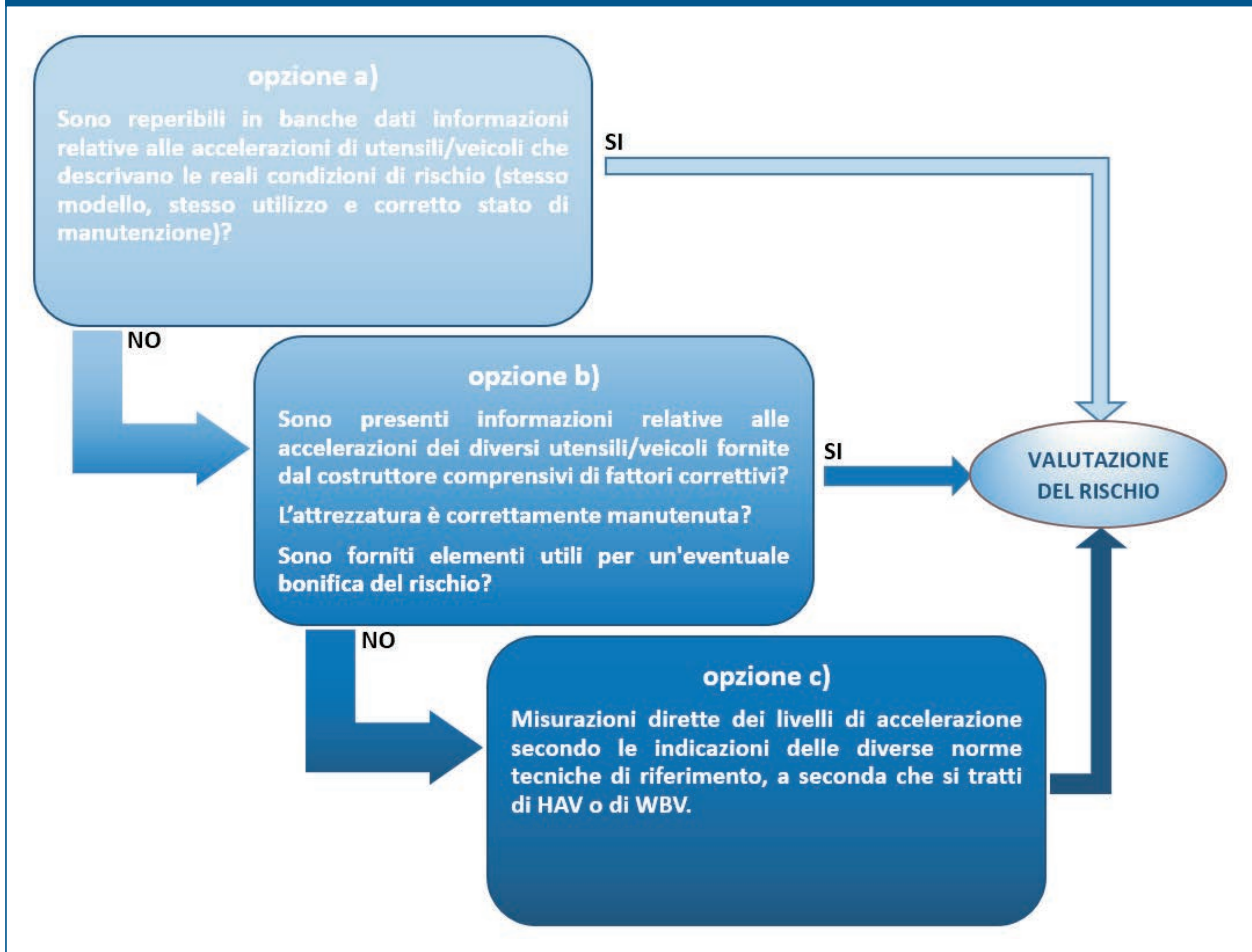 opzione a)
Sono reperibili in banche dati informazioni
relative alle accelerazioni di utensili/veicoli che
descrivano le reali condizioni di rischio (stesso
modello, stesso utilizzo e corretto stato di
manutenzione)?
SI
NO
opzione b)
Sono presenti informazioni relative alle
accelerazioni dei diversi utensili/veicoli fornite
dal costruttore comprensivi di fattori correttivi?
L'attrezzatura è correttamente manutenuta?
Sono forniti elementi utili per un'eventuale
bonifica del rischio?
SI
VALUTAZIONE
DEL RISCHIO
NO
opzione c)
Misurazioni dirette dei livelli di accelerazione
secondo le indicazioni delle diverse norme
tecniche di riferimento, a seconda che si tratti
di HAV o di WBV.